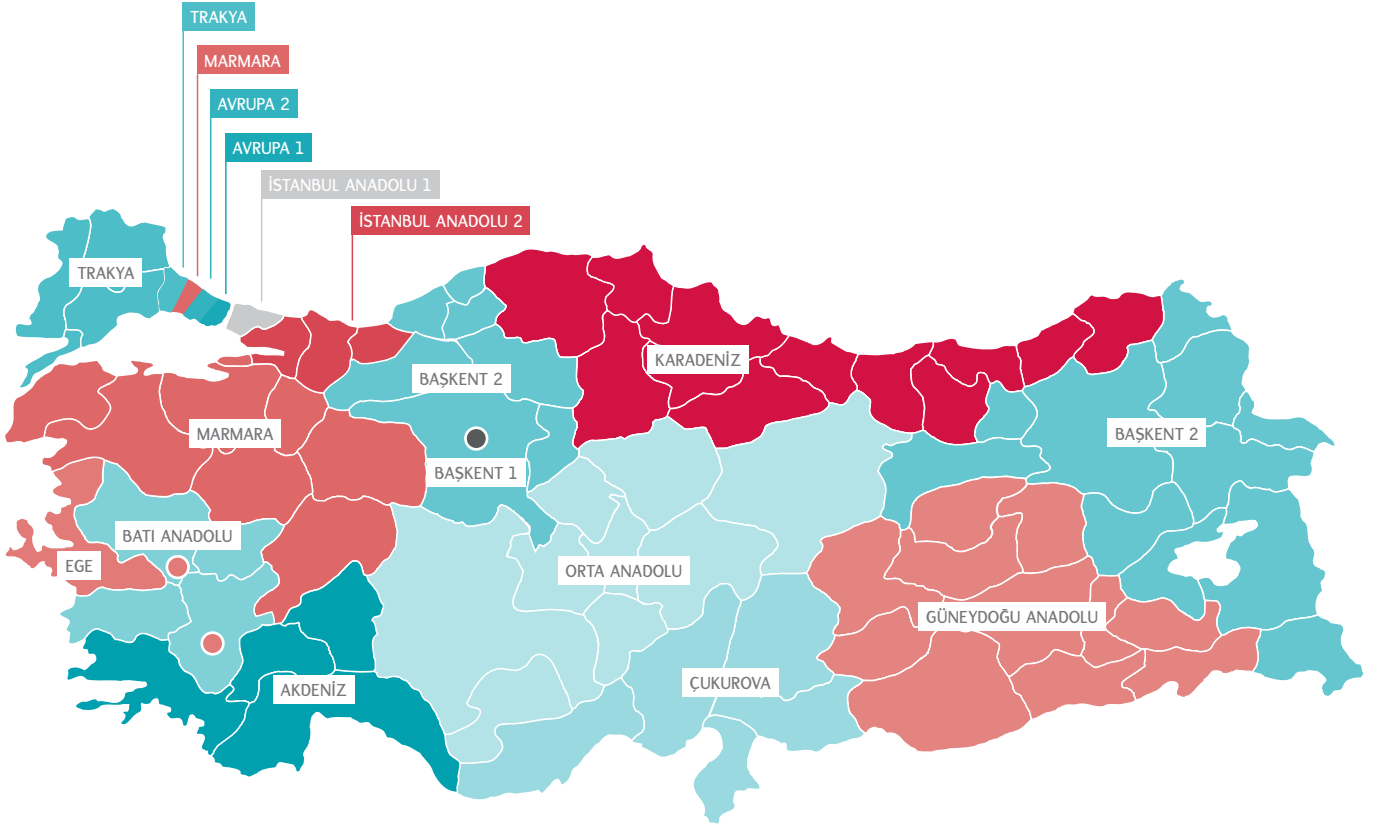 TRAKYA
MARMARA
AVRUPA 2
AVRUPA 1
İSTANBUL ANADOLU 1
İSTANBUL ANADOLU 2
TRAKYA
KARADENİZ
BAŞKENT 2
MARMARA
BAŞKENT 2
BAŞKENT 1
BATI ANADOLU
EGE
ORTA ANADOLU
GÜNEYDOĞU ANADOLU
ÇUKUROVA
AKDENİZ